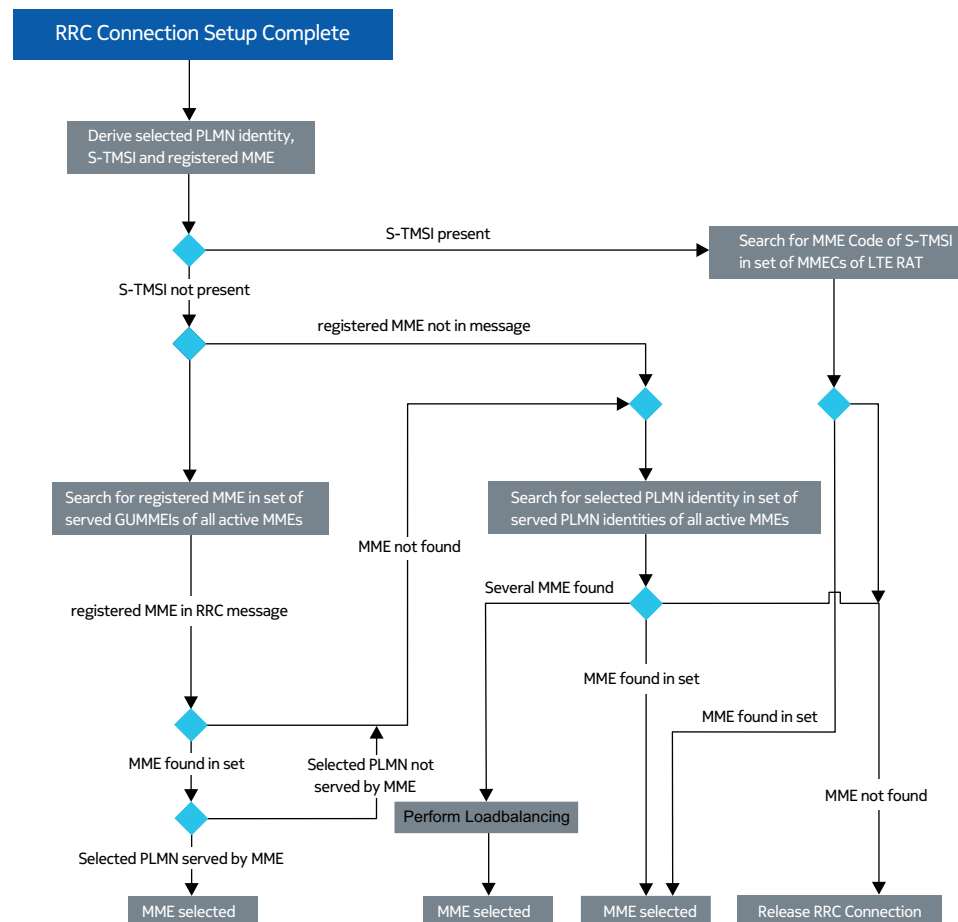 RRC Connection Setup Complete
Derive selected PLMN identity,
S-TMSI and registered MME
S-TMSI present
Search for MME Code of S-TMSI
in set of MMECs of LTE RAT
S-TMSI not present
registered MME not in message
Search for registered MME in set of
served GUMMEIs of all active MMEs
Search for selected PLMN identity in set of
served PLMN identities of all active MMEs
MME not found
Several MME found
registered MME in RRC message
MME found in set
MME found in set
MME found in set
Selected PLMN not
served by MME
MME not found
Perform Loadbalancing
Selected PLMN served by MME
MME selected
MME selected
MME selected
Release RRC Connection